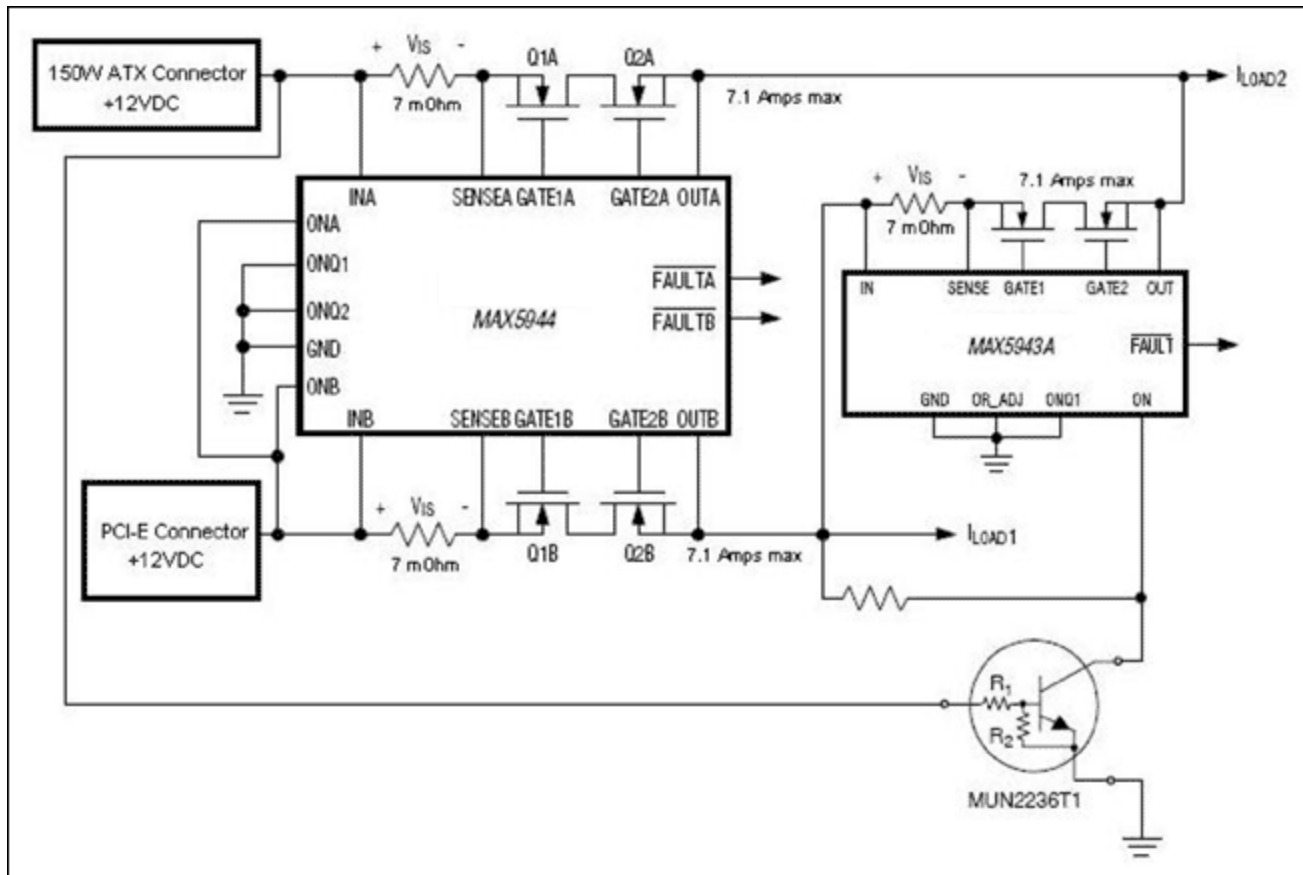 150W ATX Connector
+12VDC
+ VIS -
7 mOhm
Q1A
Q2A
7.1 Amps max
ILOAD2
INA
SENSEA
GATE1A
GATE2A
OUTA
ONA
ONQ1
ONQ2
GND
ONB
MAX5944
FAULTA
FAULTB
INB
SENSEB
GATE1B
GATE2B
OUTB
+ VIS -
7 mOhm
7.1 Amps max
IN
SENSE
GATE1
GATE2
OUT
MAX5943A
FAULT
GND
OR_ADJ
ONQ1
ON
PCI-E Connector
+12VDC
+ VIS -
7 mOhm
Q1B
Q2B
7.1 Amps max
ILOAD1
R1
R2
MUN2236T1